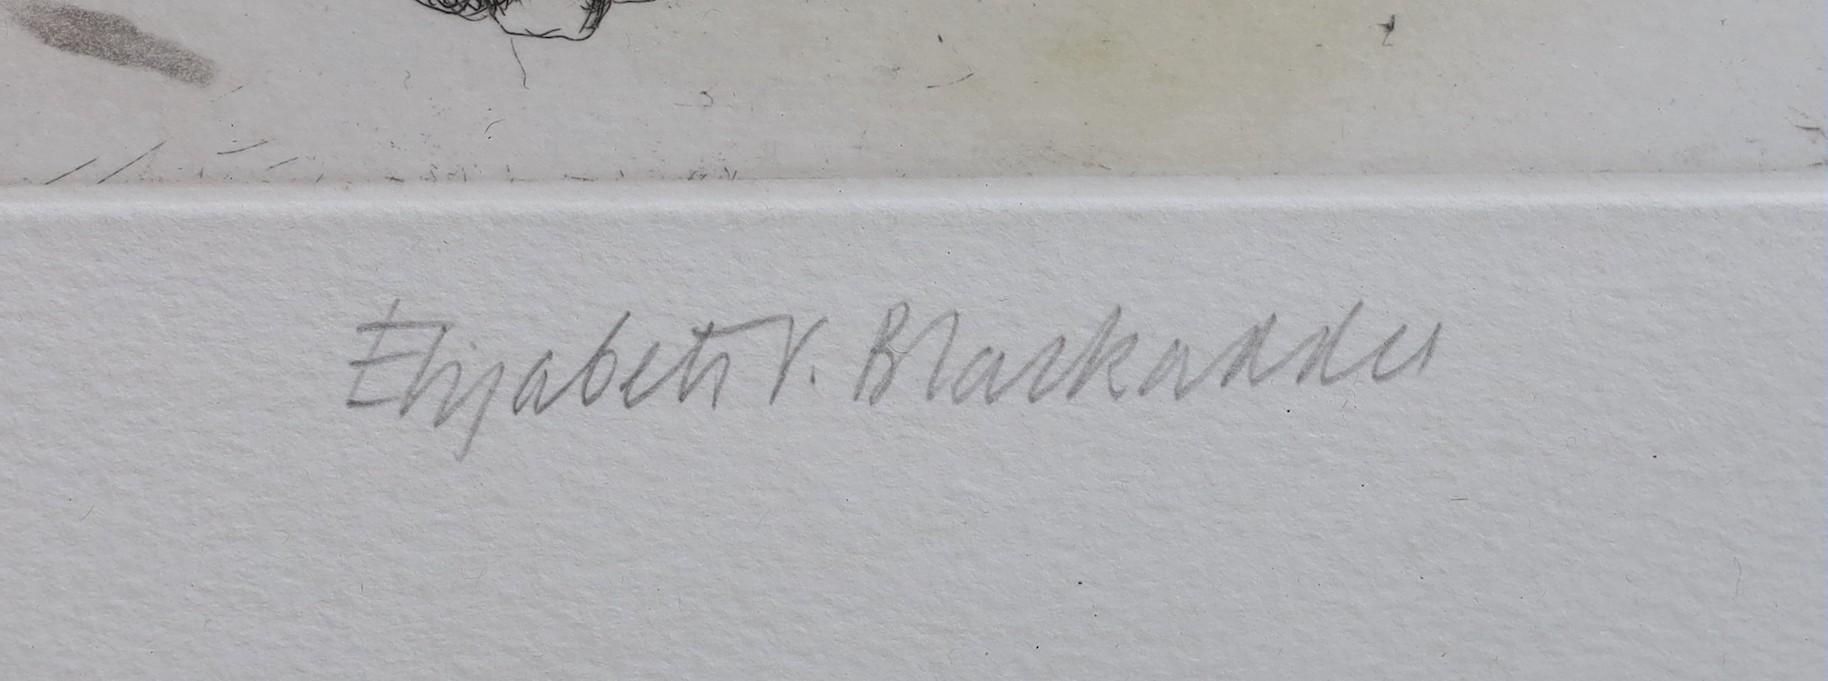 Elizabeth V. Blackadder